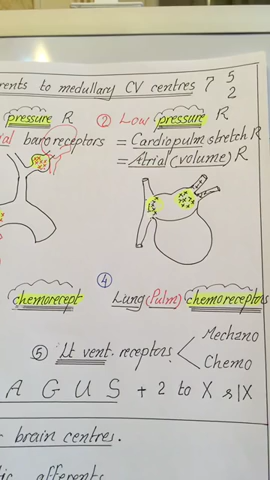 rents to medullary CV centres 7 5
2
pressure R
② Low pressure R
baroreceptors
= Cardiopulm stretch R
= Atrial (volume) R
④
chemorecept
Lung (Pulm) chemoreceptors
Mechano
⑤ Lt vent. receptors
Chemo
A G U S + 2 to X & IX
brain centres.
afferents